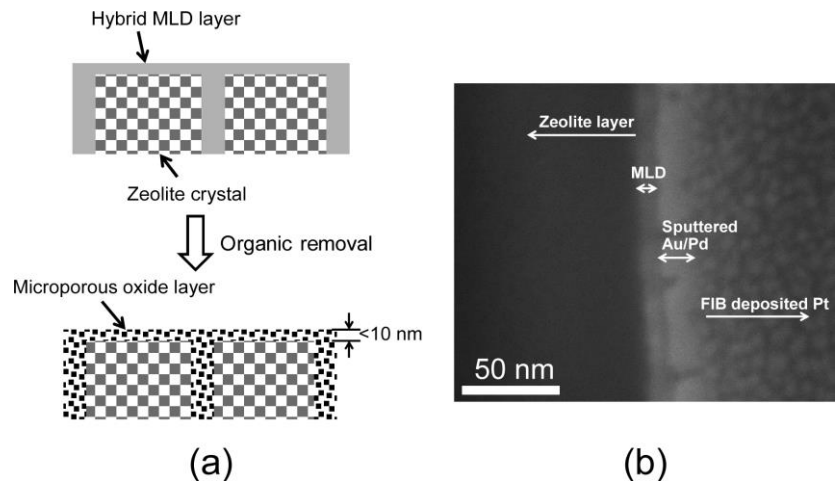 Hybrid MLD layer
Zeolite crystal
Organic removal
Microporous oxide layer
<10 nm
(a)
Zeolite layer
MLD
Sputtered
Au/Pd
FIB deposited Pt
50 nm
(b)